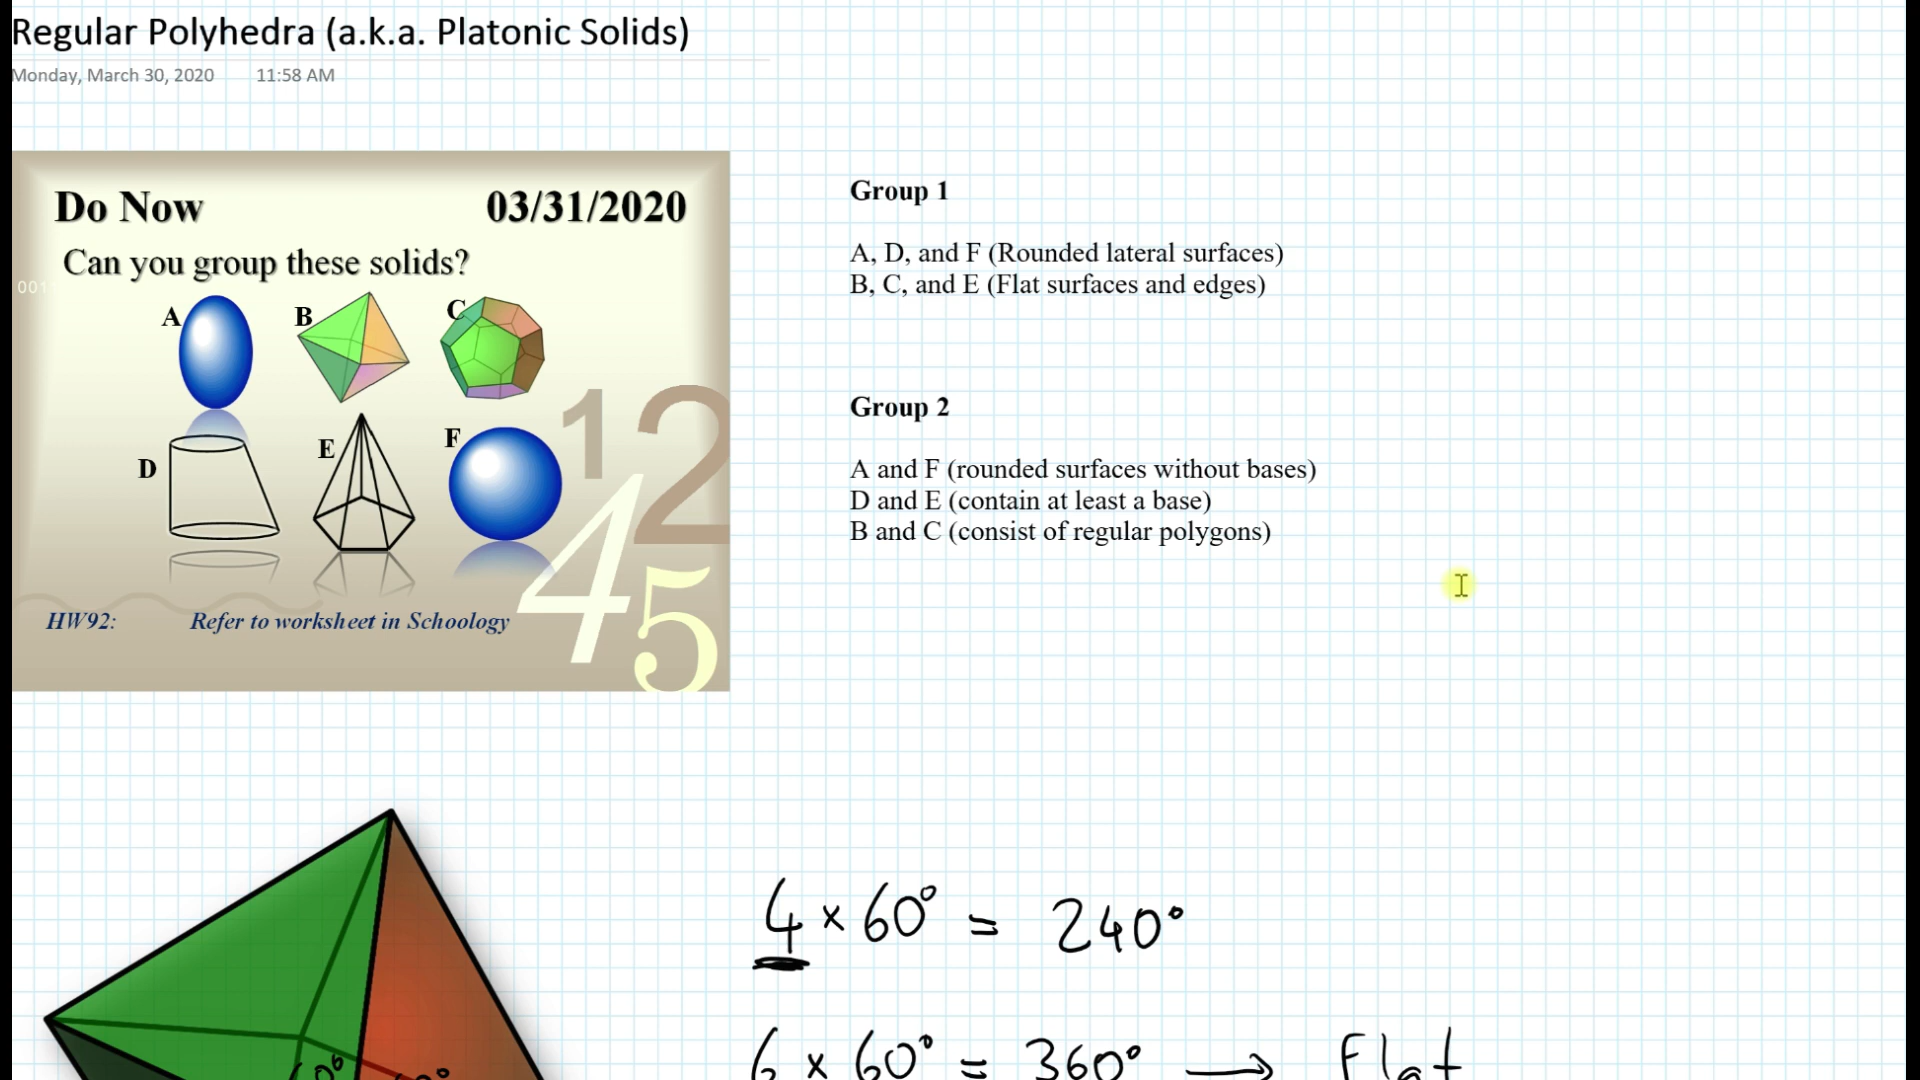 Regular Polyhedra (a.k.a. Platonic Solids)
Monday, March 30, 2020 11:58 AM
Do Now 03/31/2020
Can you group these solids?
001
A B C
D E F
12
45
HW92: Refer to worksheet in Schoology
Group 1
A, D, and F (Rounded lateral surfaces)
B, C, and E (Flat surfaces and edges)
Group 2
A and F (rounded surfaces without bases)
D and E (contain at least a base)
B and C (consist of regular polygons)
4 × 60° = 240°
6 × 60° = 360° → Flat